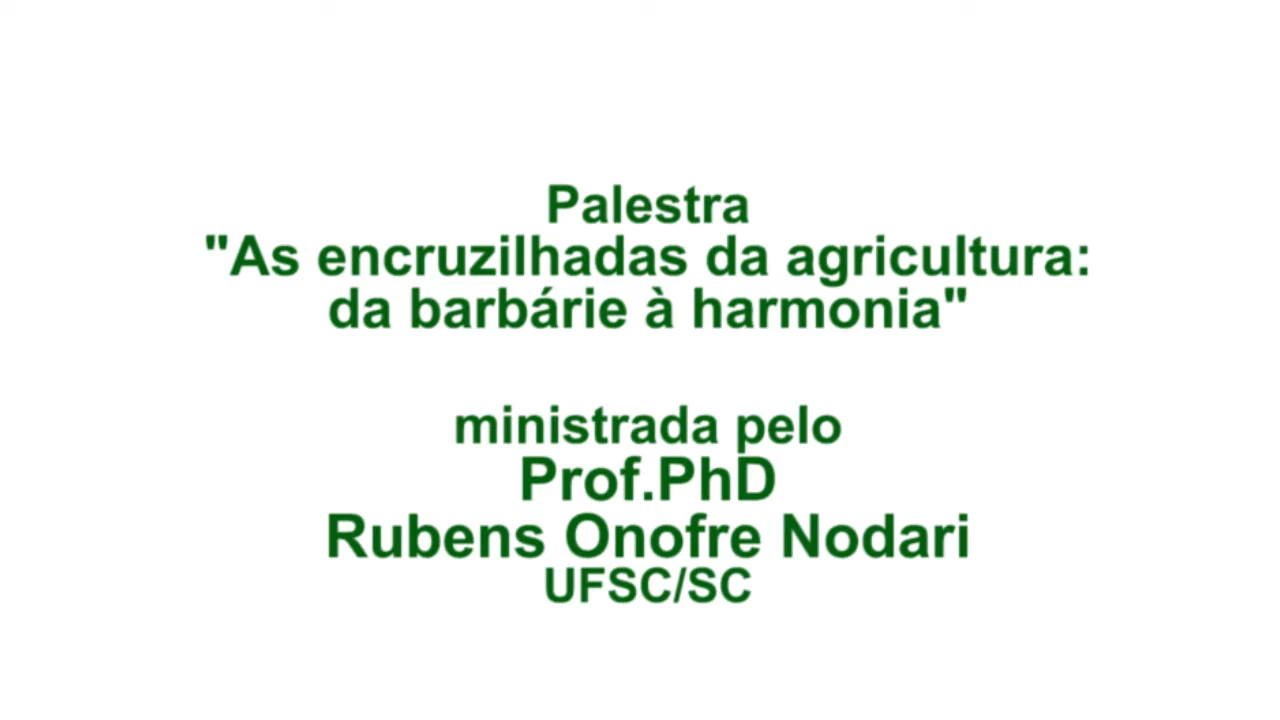 Palestra
"As encruzilhadas da agricultura:
da barbárie à harmonia"
ministrada pelo
Prof.PhD
Rubens Onofre Nodari
UFSC/SC